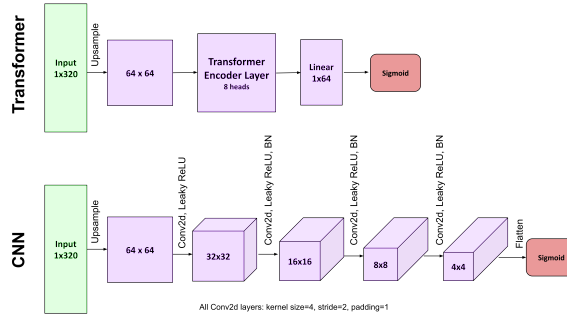 Transformer
Input
1x320
Upsample
64 x 64
Transformer
Encoder Layer
8 heads
Linear
1x64
Sigmoid
CNN
Input
1x320
Upsample
64 x 64
Conv2d, Leaky ReLU
32x32
Conv2d, Leaky ReLU, BN
16x16
Conv2d, Leaky ReLU, BN
8x8
Conv2d, Leaky ReLU, BN
4x4
Flatten
Sigmoid
All Conv2d layers: kernel size=4, stride=2, padding=1